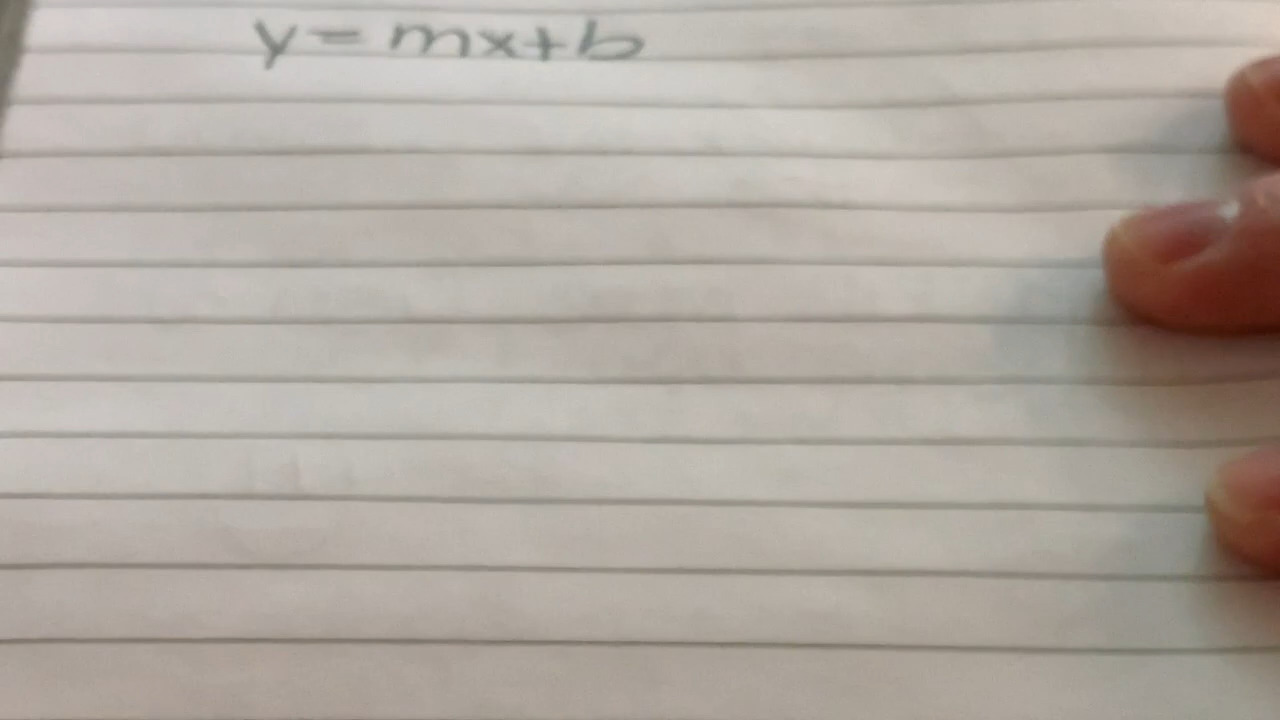 y = mx+b